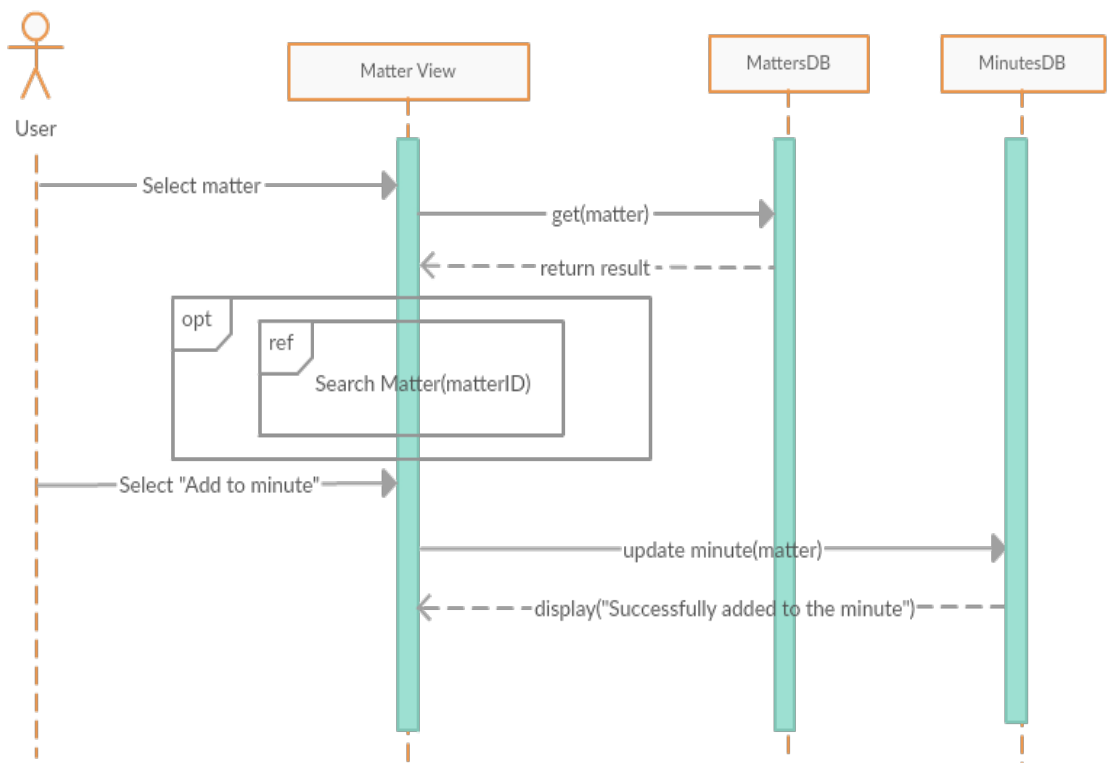 Matter View
MattersDB
MinutesDB
User
Select matter
get(matter)
return result
opt
ref
Search Matter(matterID)
Select "Add to minute"
update minute(matter)
display("Successfully added to the minute")